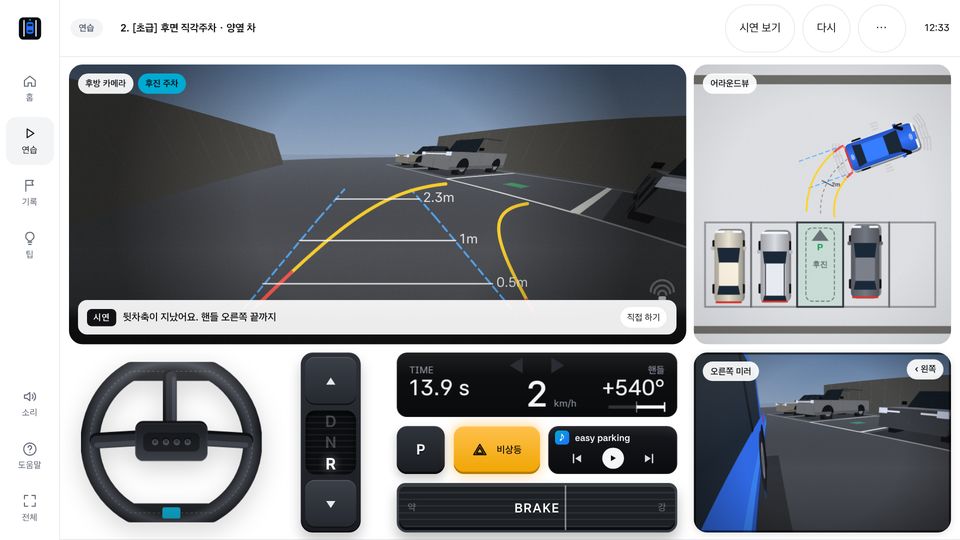 연습
2. [초급] 후면 직각주차 · 양옆 차
시연 보기
다시
12:33
홈
연습
기록
팁
소리
도움말
전체
후방 카메라
후진 주차
2.3m
1m
0.5m
시연
뒷차축이 지났어요. 핸들 오른쪽 끝까지
직접 하기
어라운드뷰
2m
P
후진
D
N
R
TIME
13.9 s
2 km/h
핸들
+540°
P
비상등
easy parking
약
BRAKE
강
오른쪽 미러
‹ 왼쪽